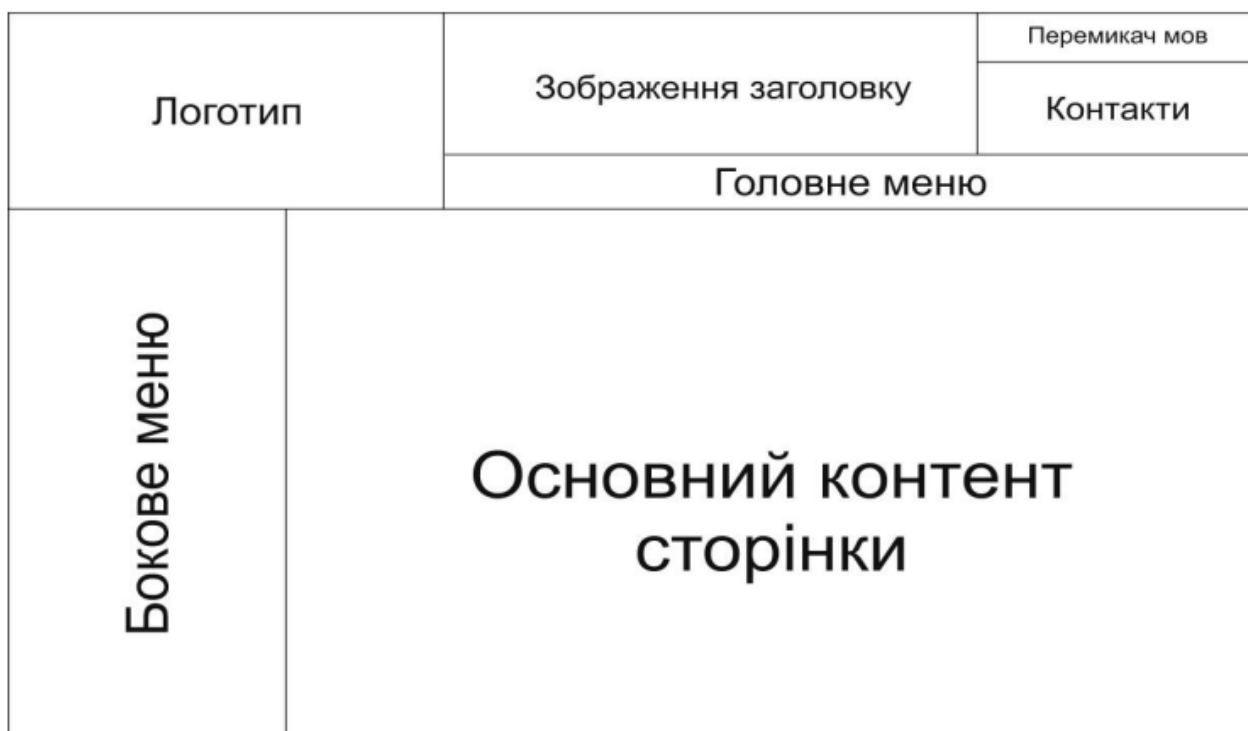 Логотип
Зображення заголовку
Перемикач мов
Контакти
Головне меню
Бокове меню
Основний контент
сторінки